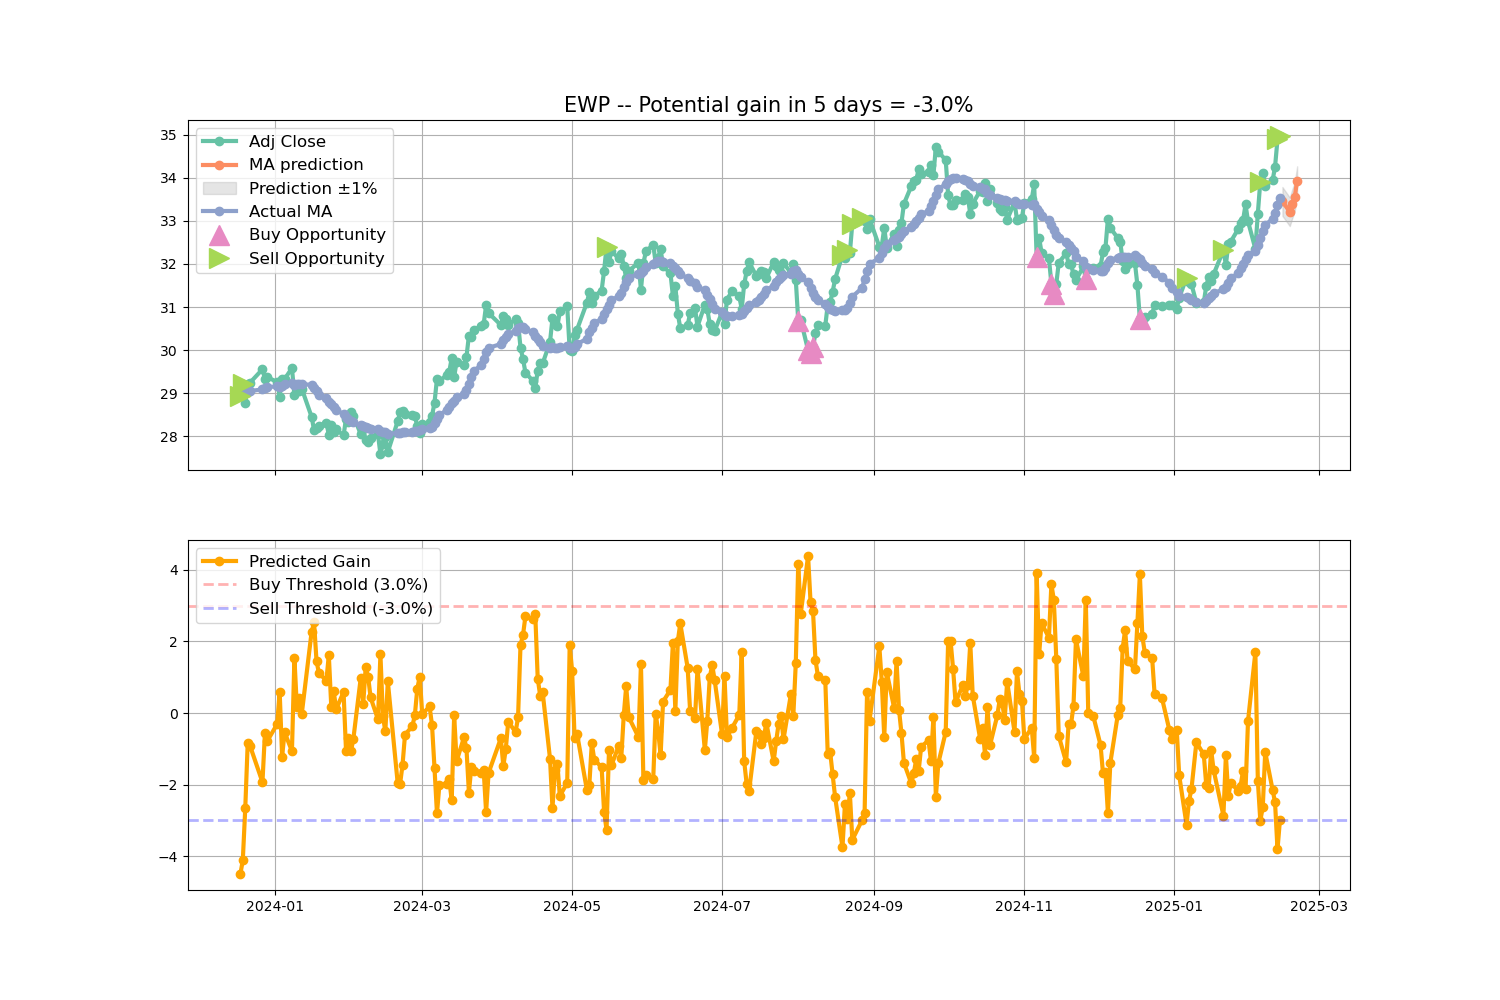 EWP -- Potential gain in 5 days = -3.0%
35
34
33
32
31
30
29
28
Adj Close
MA prediction
Prediction ±1%
Actual MA
Buy Opportunity
Sell Opportunity
4
2
0
−2
−4
Predicted Gain
Buy Threshold (3.0%)
Sell Threshold (-3.0%)
2024-01
2024-03
2024-05
2024-07
2024-09
2024-11
2025-01
2025-03